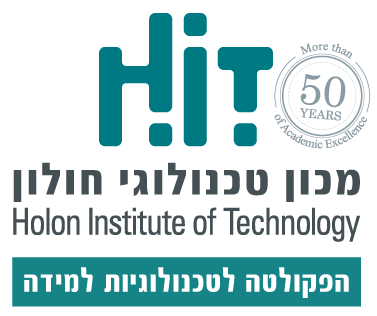 HiT
More than
50
YEARS
of Academic Excellence
מכון טכנולוגי חולון
Holon Institute of Technology
הפקולטה לטכנולוגיות למידה